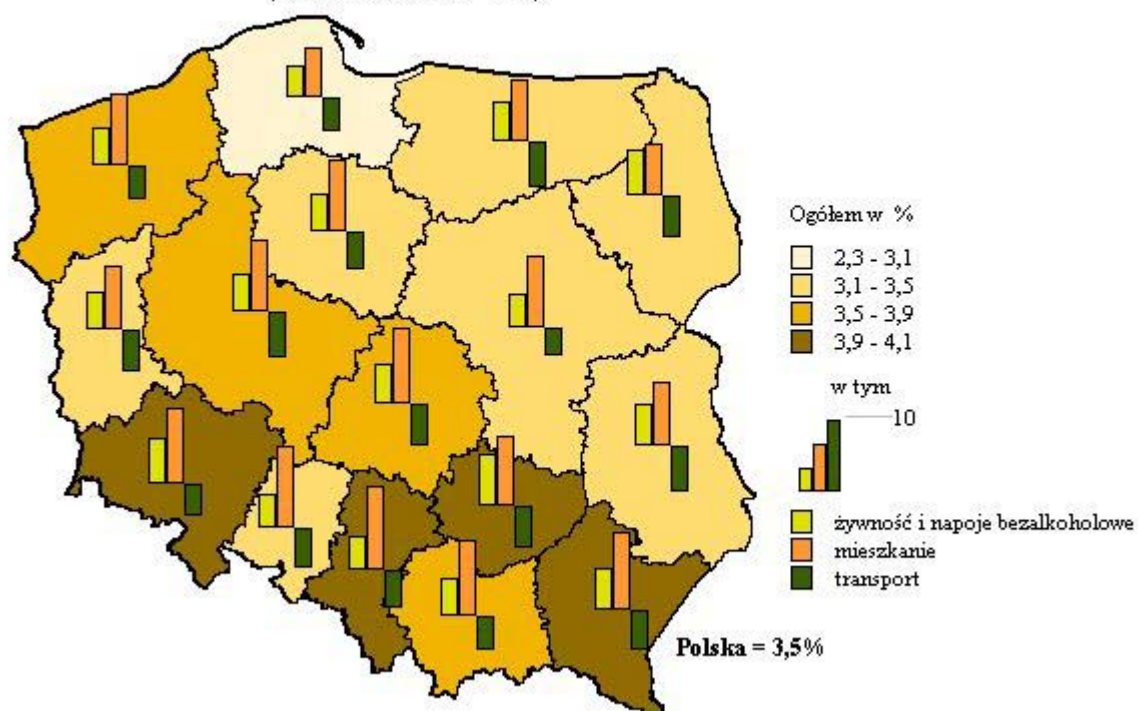 Ogółem w %
2,3 - 3,1
3,1 - 3,5
3,5 - 3,9
3,9 - 4,1
w tym
10
żywność i napoje bezalkoholowe
mieszkanie
transport
Polska = 3,5%